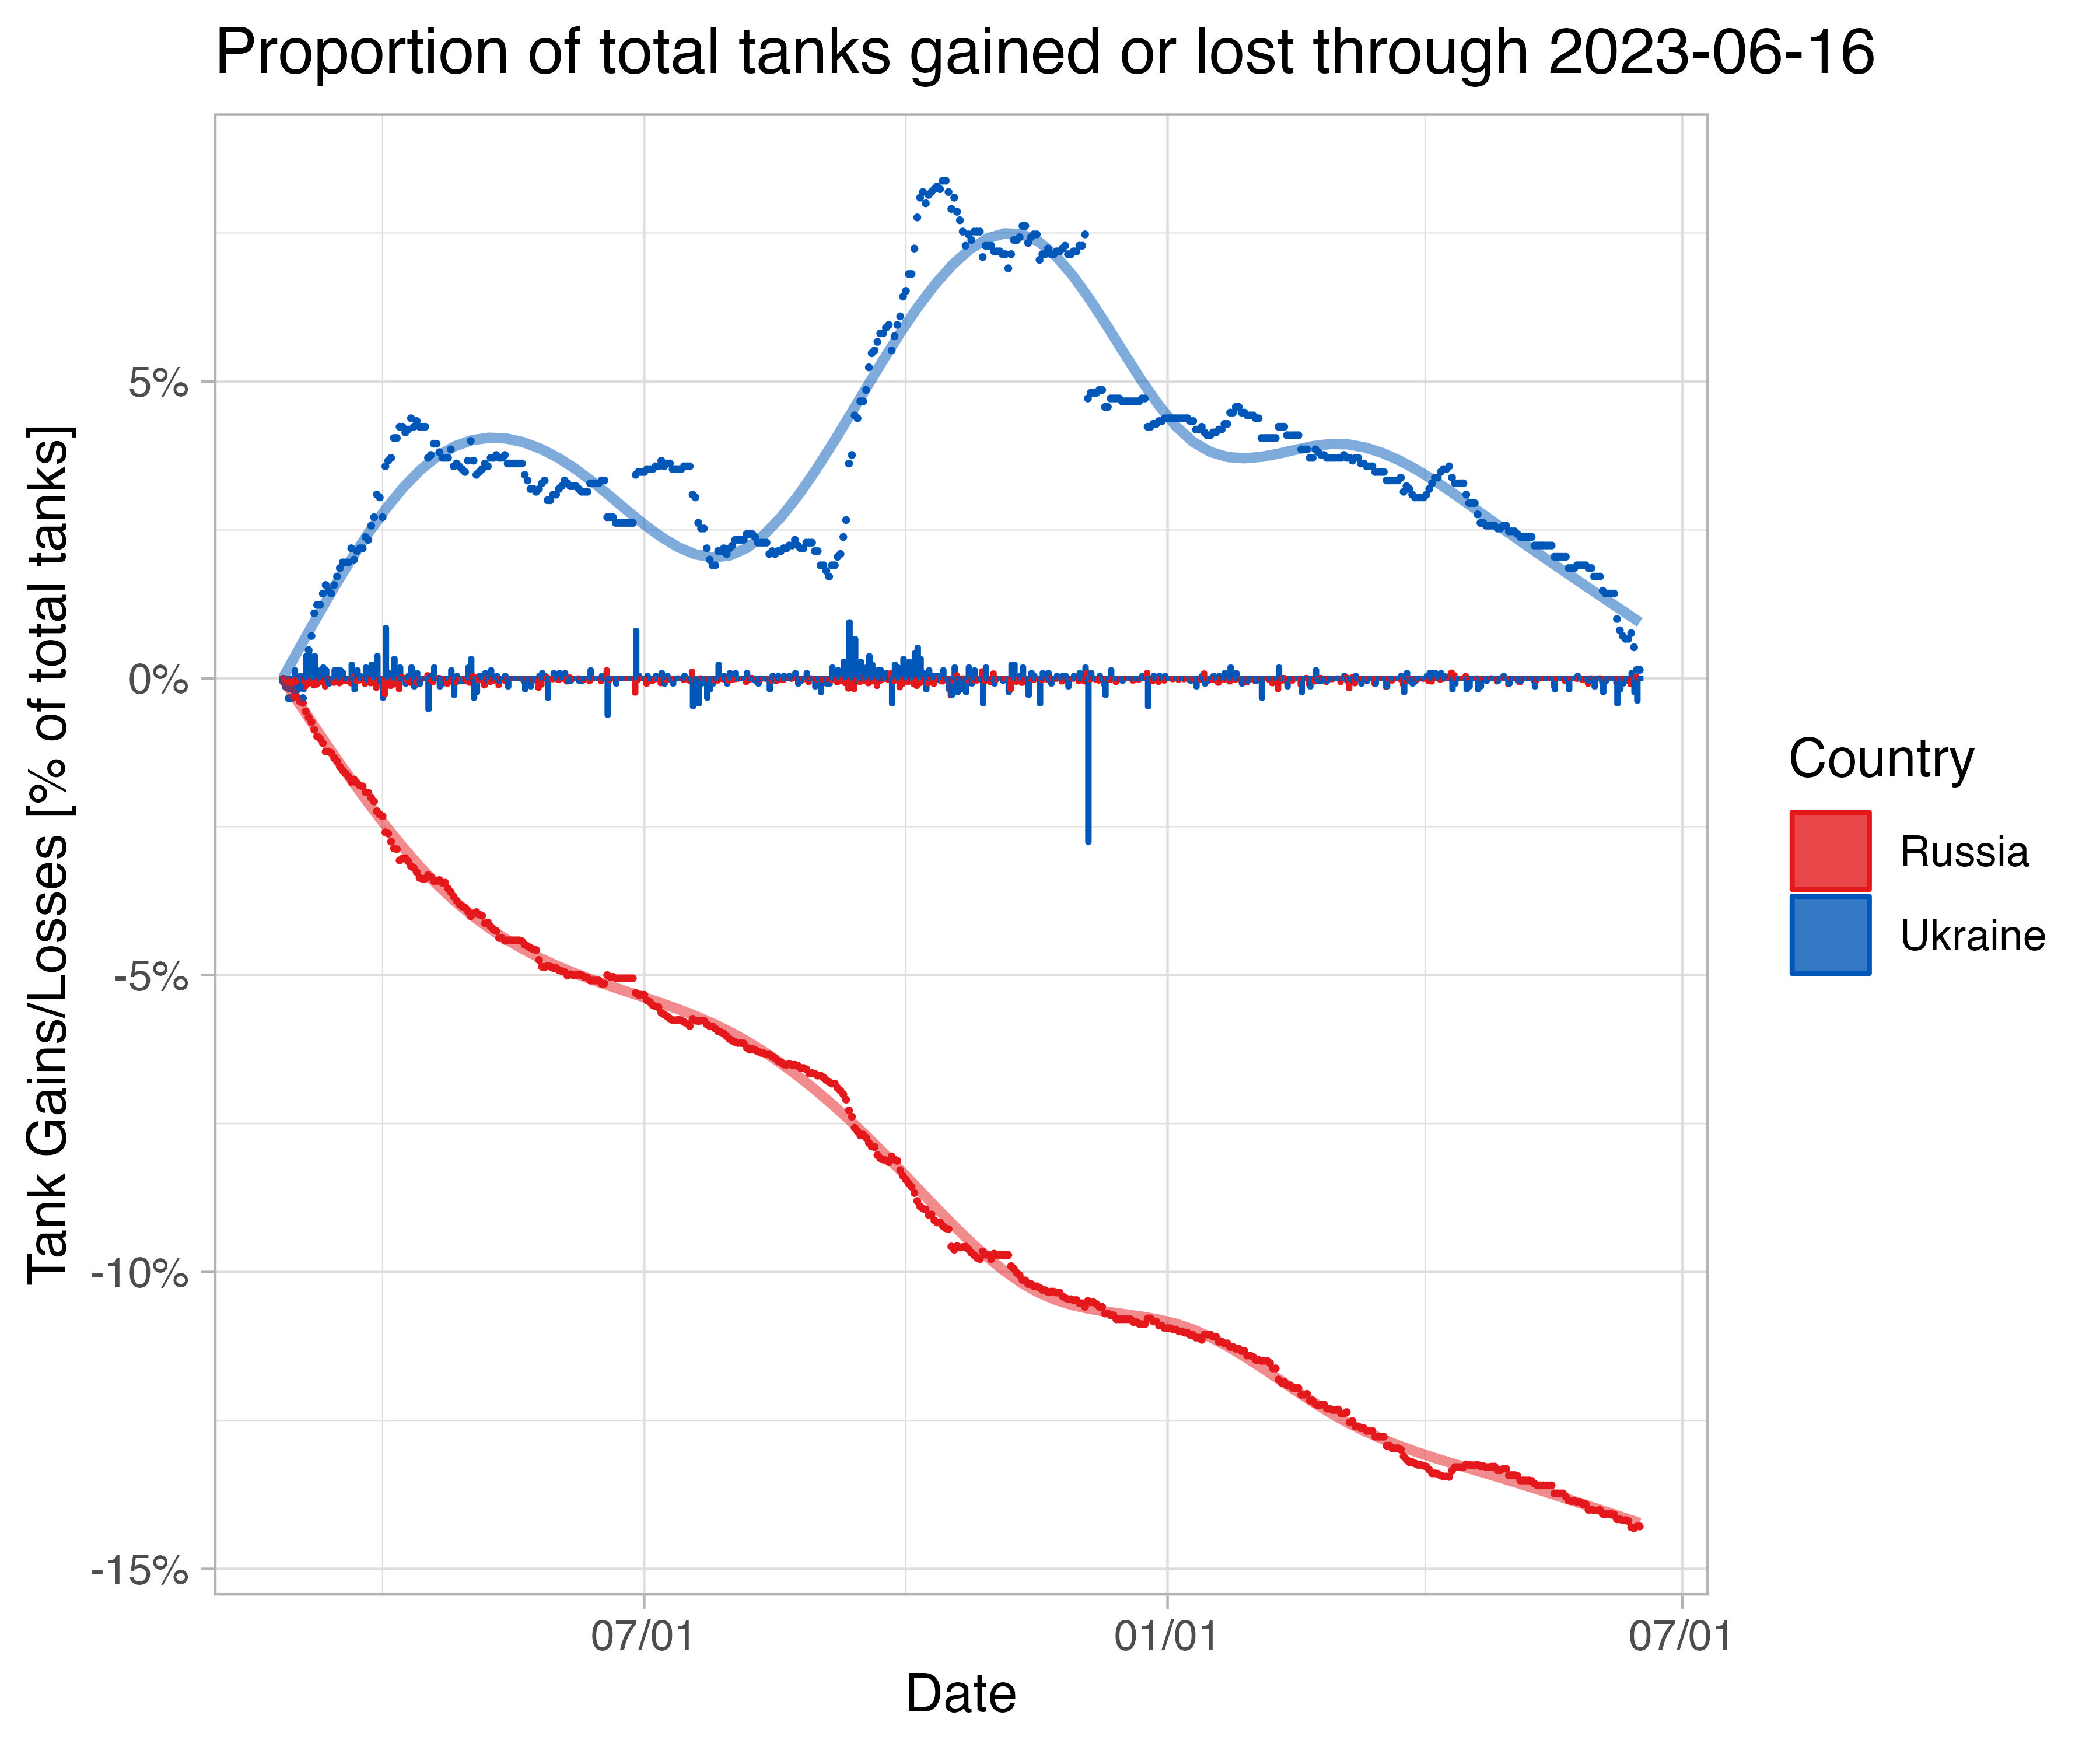 Proportion of total tanks gained or lost through 2023-06-16
Tank Gains/Losses [% of total tanks]
5%
0%
-5%
-10%
-15%
07/01
01/01
07/01
Date
Country
Russia
Ukraine